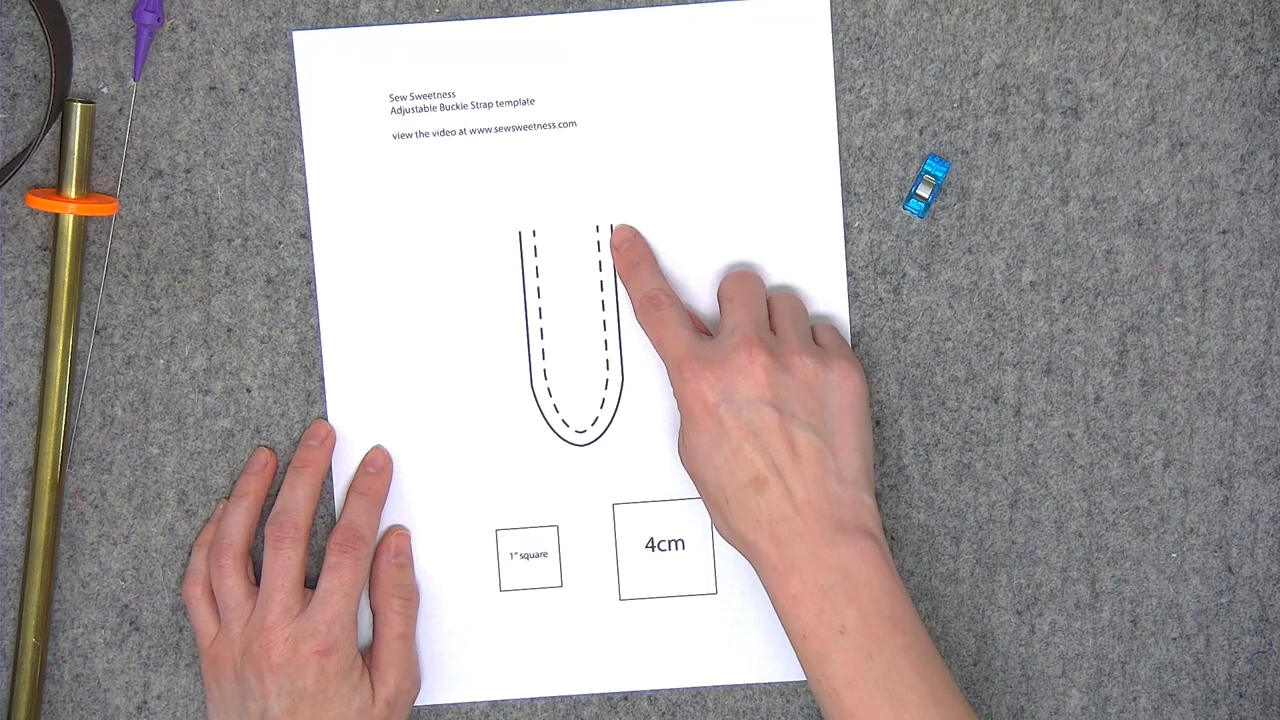 Sew Sweetness
Adjustable Buckle Strap template
view the video at www.sewsweetness.com
1" square
4cm